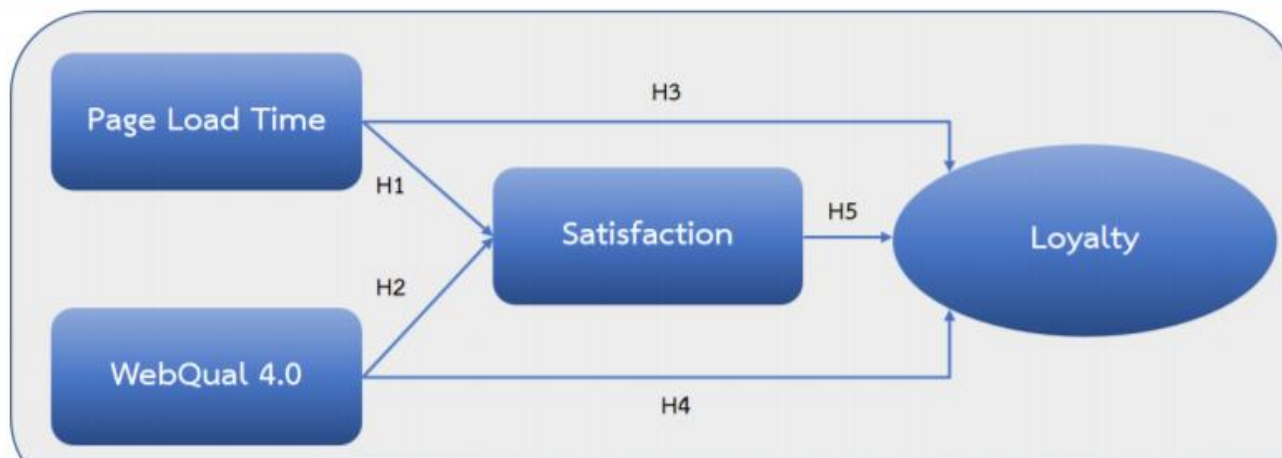 Page Load Time
H3
H1
Satisfaction
H5
Loyalty
H2
WebQual 4.0
H4